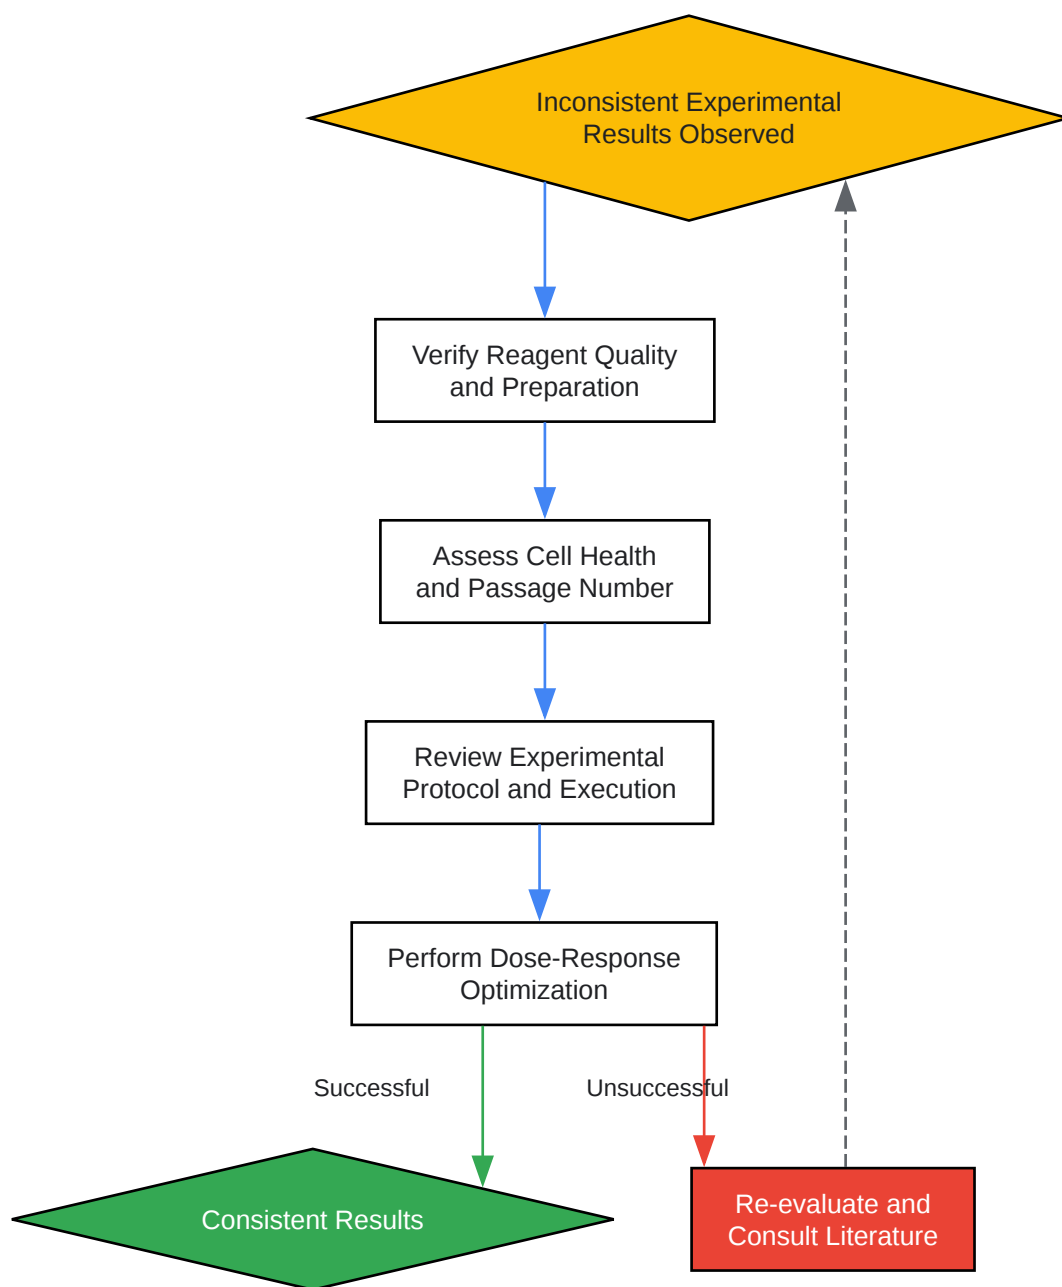 Inconsistent Experimental
Results Observed
Verify Reagent Quality
and Preparation
Assess Cell Health
and Passage Number
Review Experimental
Protocol and Execution
Perform Dose-Response
Optimization
Successful
Unsuccessful
Consistent Results
Re-evaluate and
Consult Literature